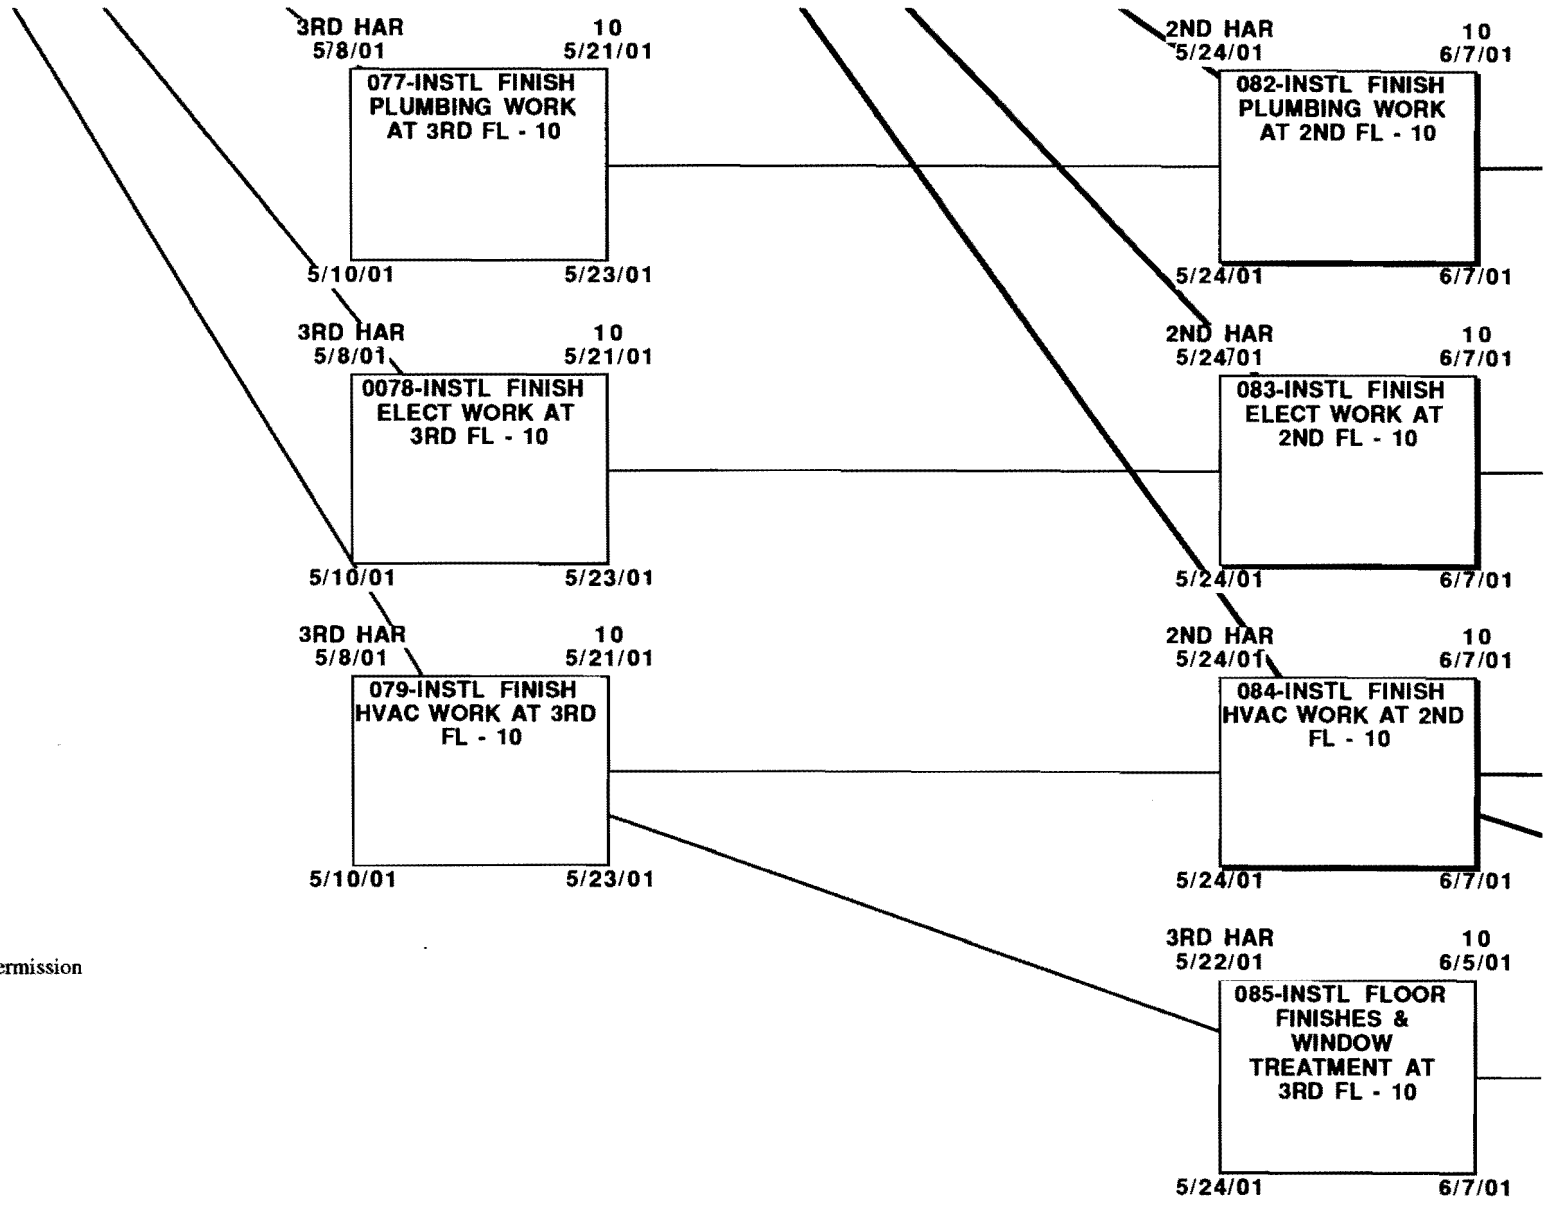 3RD HAR 10
5/8/01 5/21/01
077-INSTL FINISH
PLUMBING WORK
AT 3RD FL - 10
5/10/01 5/23/01
3RD HAR 10
5/8/01 5/21/01
0078-INSTL FINISH
ELECT WORK AT
3RD FL - 10
5/10/01 5/23/01
3RD HAR 10
5/8/01 5/21/01
079-INSTL FINISH
HVAC WORK AT 3RD
FL - 10
5/10/01 5/23/01
2ND HAR 10
5/24/01 6/7/01
082-INSTL FINISH
PLUMBING WORK
AT 2ND FL - 10
5/24/01 6/7/01
2ND HAR 10
5/24/01 6/7/01
083-INSTL FINISH
ELECT WORK AT
2ND FL - 10
5/24/01 6/7/01
2ND HAR 10
5/24/01 6/7/01
084-INSTL FINISH
HVAC WORK AT 2ND
FL - 10
5/24/01 6/7/01
3RD HAR 10
5/22/01 6/5/01
085-INSTL FLOOR
FINISHES &
WINDOW
TREATMENT AT
3RD FL - 10
5/24/01 6/7/01
ermission